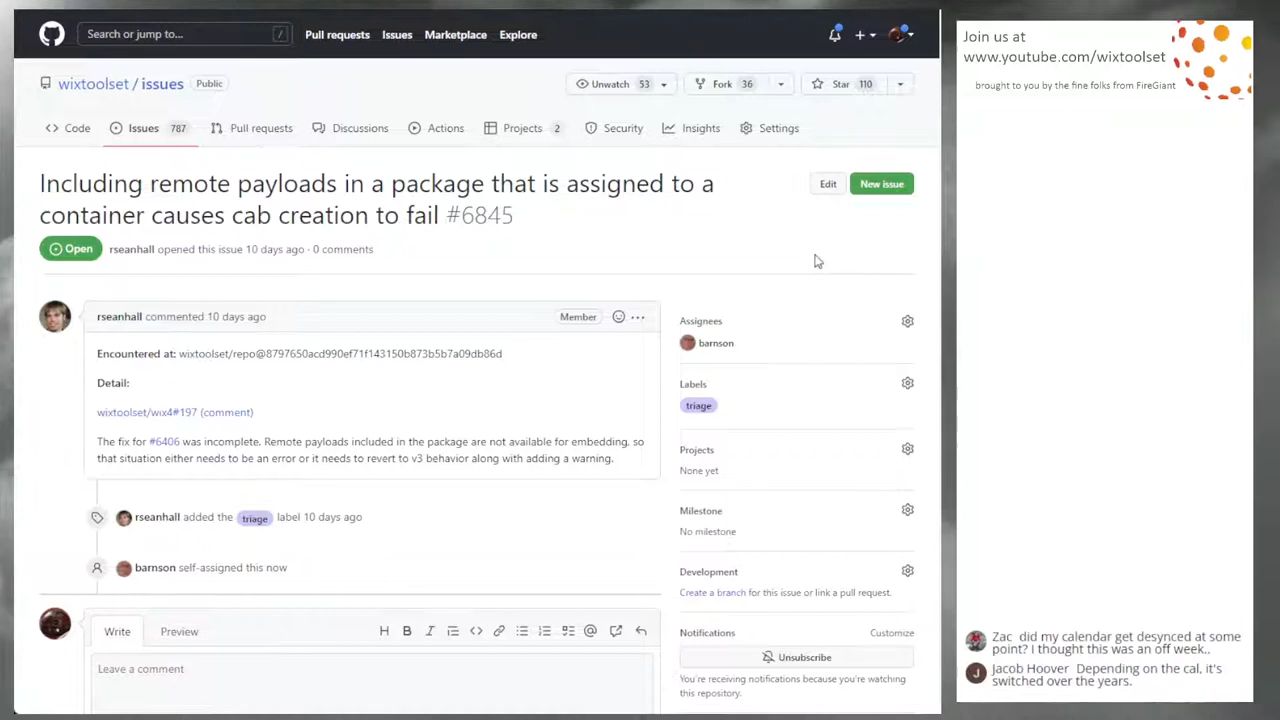 Search or jump to...
/
Pull requests
Issues
Marketplace
Explore
wixtoolset / issues
Public
Unwatch 53
Fork 36
Star 110
Code
Issues 787
Pull requests
Discussions
Actions
Projects 2
Security
Insights
Settings
Including remote payloads in a package that is assigned to a
container causes cab creation to fail #6845
Edit
New issue
Open
rseanhall opened this issue 10 days ago · 0 comments
rseanhall commented 10 days ago
Member
Encountered at: wixtoolset/repo@8797650acd990ef71f143150b873b5b7a09db86d
Detail:
wixtoolset/wix4#197 (comment)
The fix for #6406 was incomplete. Remote payloads included in the package are not available for embedding, so
that situation either needs to be an error or it needs to revert to v3 behavior along with adding a warning.
rseanhall added the triage label 10 days ago
barnson self-assigned this now
Write
Preview
H B I
Leave a comment
Assignees
barnson
Labels
triage
Projects
None yet
Milestone
No milestone
Development
Create a branch for this issue or link a pull request.
Notifications
Customize
Unsubscribe
You're receiving notifications because you're watching
this repository.
Join us at
www.youtube.com/wixtoolset
brought to you by the fine folks from FireGiant
Zac did my calendar get desynced at some
point? I thought this was an off week..
J
Jacob Hoover Depending on the cal, it's
switched over the years.